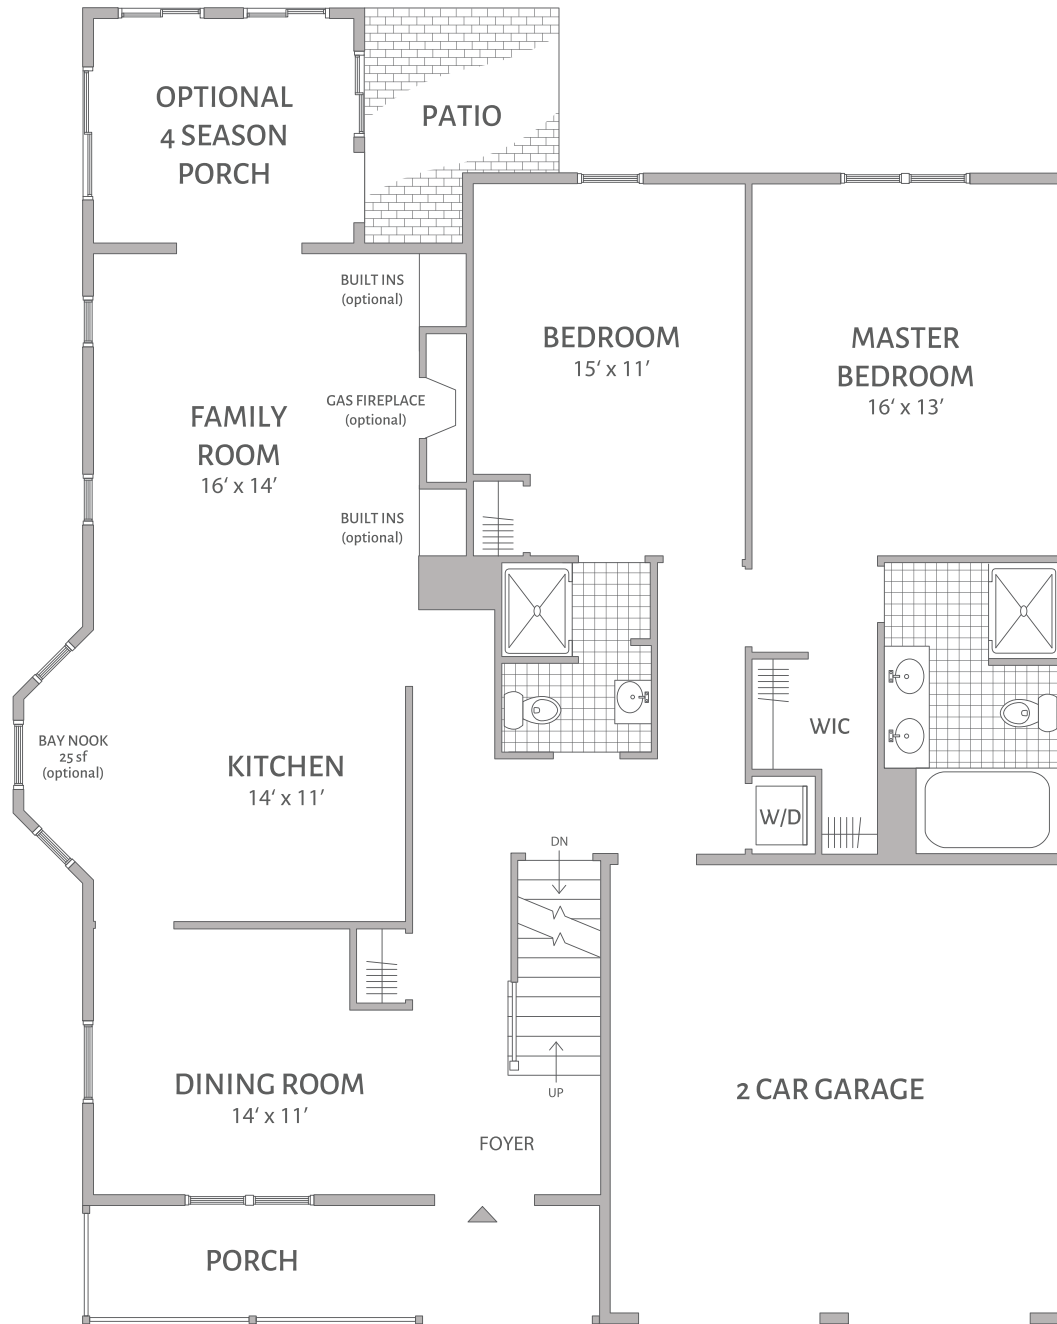 OPTIONAL
4 SEASON
PORCH
PATIO
BUILT INS
(optional)
BEDROOM
15‘ x 11’
MASTER
BEDROOM
16‘ x 13’
GAS FIREPLACE
(optional)
FAMILY
ROOM
16‘ x 14’
BUILT INS
(optional)
BAY NOOK
25 sf
(optional)
KITCHEN
14‘ x 11’
WIC
W/D
DN
DINING ROOM
14‘ x 11’
UP
2 CAR GARAGE
FOYER
PORCH